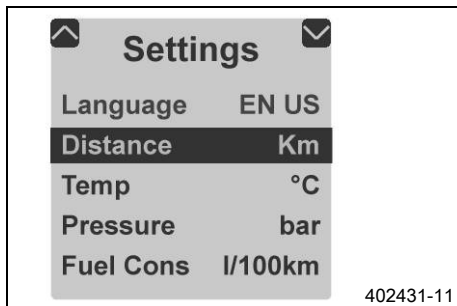 Settings
Language EN US
Distance Km
Temp °C
Pressure bar
Fuel Cons l/100km
402431-11